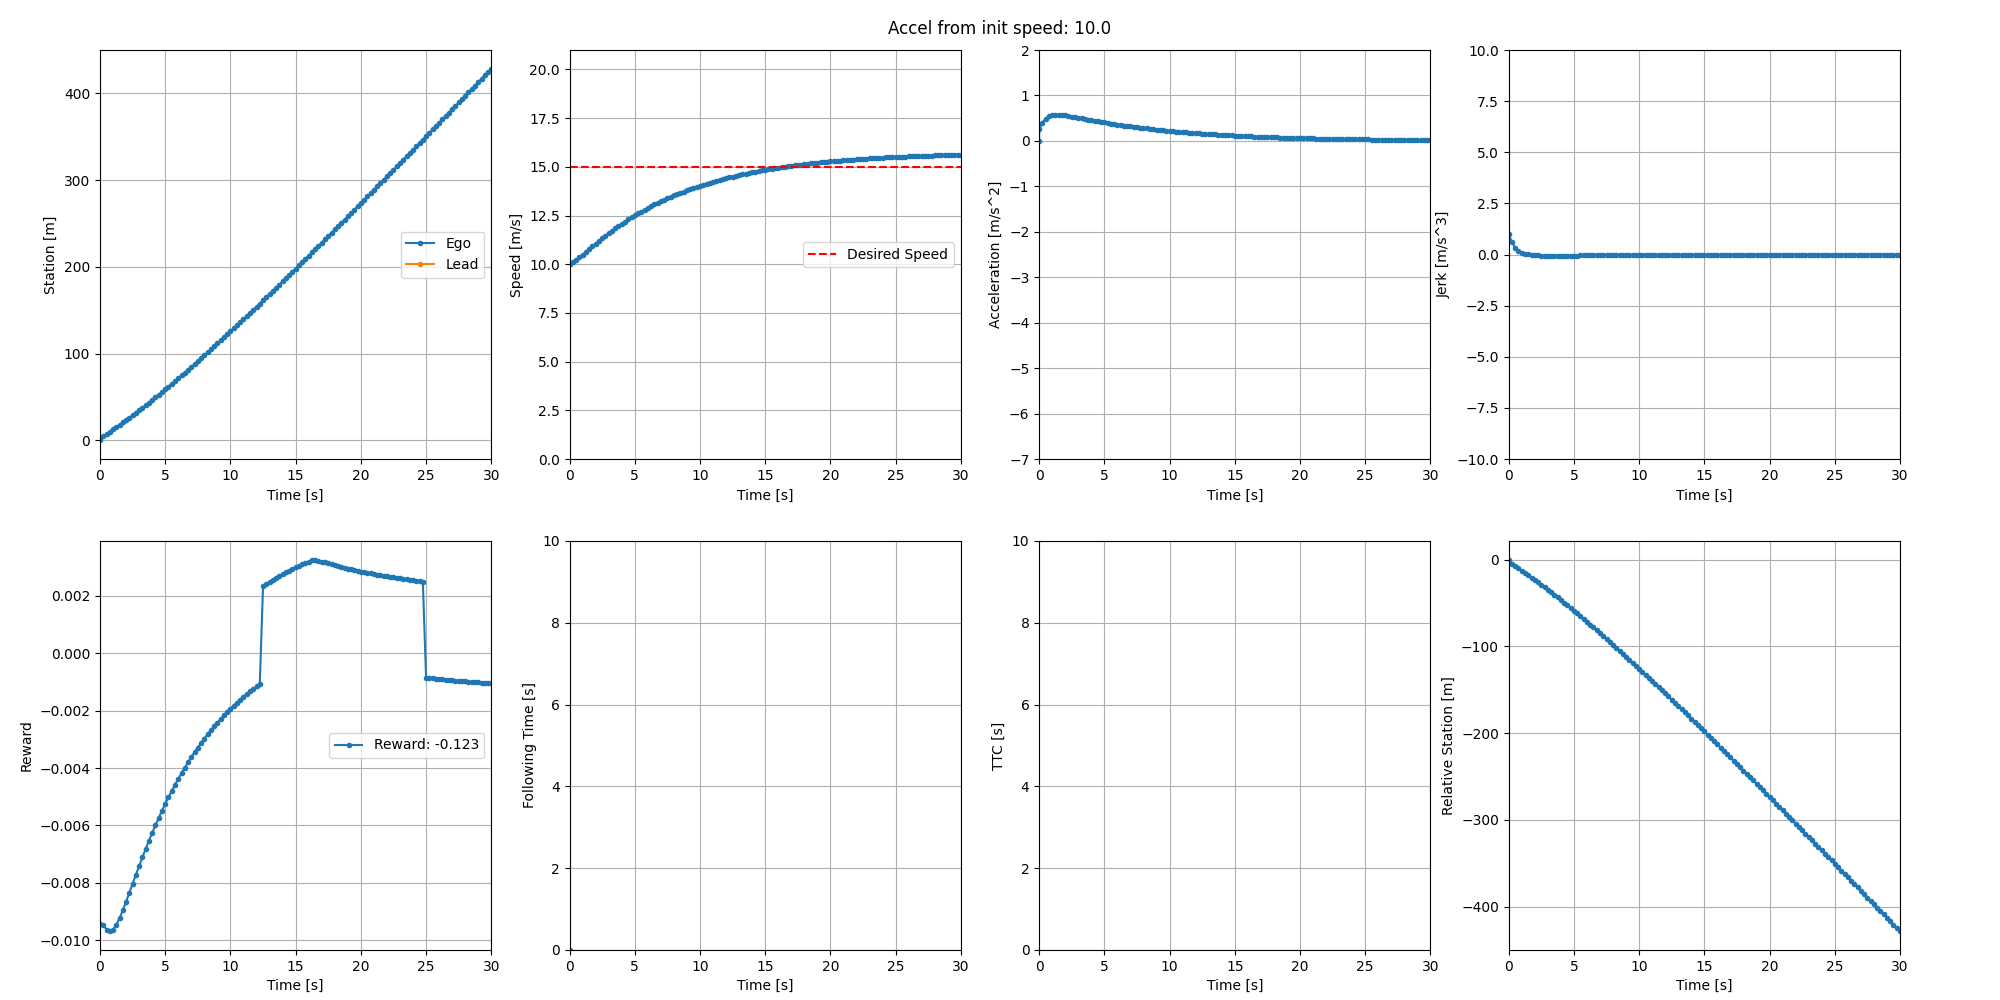 Accel from init speed: 10.0
Station [m]
400
300
200
100
0
Ego
Lead
0 5 10 15 20 25 30
Time [s]
Speed [m/s]
20.0
17.5
15.0
12.5
10.0
7.5
5.0
2.5
0.0
Desired Speed
0 5 10 15 20 25 30
Time [s]
Acceleration [m/s^2]
2
1
0
−1
−2
−3
−4
−5
−6
−7
0 5 10 15 20 25 30
Time [s]
Jerk [m/s^3]
10.0
7.5
5.0
2.5
0.0
−2.5
−5.0
−7.5
−10.0
0 5 10 15 20 25 30
Time [s]
Reward
0.002
0.000
−0.002
−0.004
−0.006
−0.008
−0.010
Reward: -0.123
0 5 10 15 20 25 30
Time [s]
Following Time [s]
10
8
6
4
2
0
0 5 10 15 20 25 30
Time [s]
TTC [s]
10
8
6
4
2
0
0 5 10 15 20 25 30
Time [s]
Relative Station [m]
0
−100
−200
−300
−400
0 5 10 15 20 25 30
Time [s]